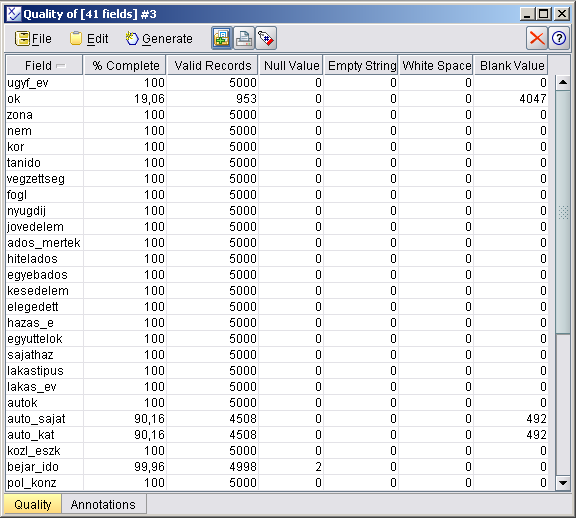 Quality of [41 fields] #3
File Edit Generate
Field % Complete Valid Records Null Value Empty String White Space Blank Value
ugyf_ev 100 5000 0 0 0 0
ok 19,06 953 0 0 0 4047
zona 100 5000 0 0 0 0
nem 100 5000 0 0 0 0
kor 100 5000 0 0 0 0
tanido 100 5000 0 0 0 0
vegzettseg 100 5000 0 0 0 0
fogl 100 5000 0 0 0 0
nyugdij 100 5000 0 0 0 0
jovedelem 100 5000 0 0 0 0
ados_mertek 100 5000 0 0 0 0
hitelados 100 5000 0 0 0 0
egyebados 100 5000 0 0 0 0
kesedelem 100 5000 0 0 0 0
elegedett 100 5000 0 0 0 0
hazas_e 100 5000 0 0 0 0
egyuttelok 100 5000 0 0 0 0
sajathaz 100 5000 0 0 0 0
lakastipus 100 5000 0 0 0 0
lakas_ev 100 5000 0 0 0 0
autok 100 5000 0 0 0 0
auto_sajat 90,16 4508 0 0 0 492
auto_kat 90,16 4508 0 0 0 492
kozl_eszk 100 5000 0 0 0 0
bejar_ido 99,96 4998 2 0 0 0
pol_konz 100 5000 0 0 0 0
Quality Annotations